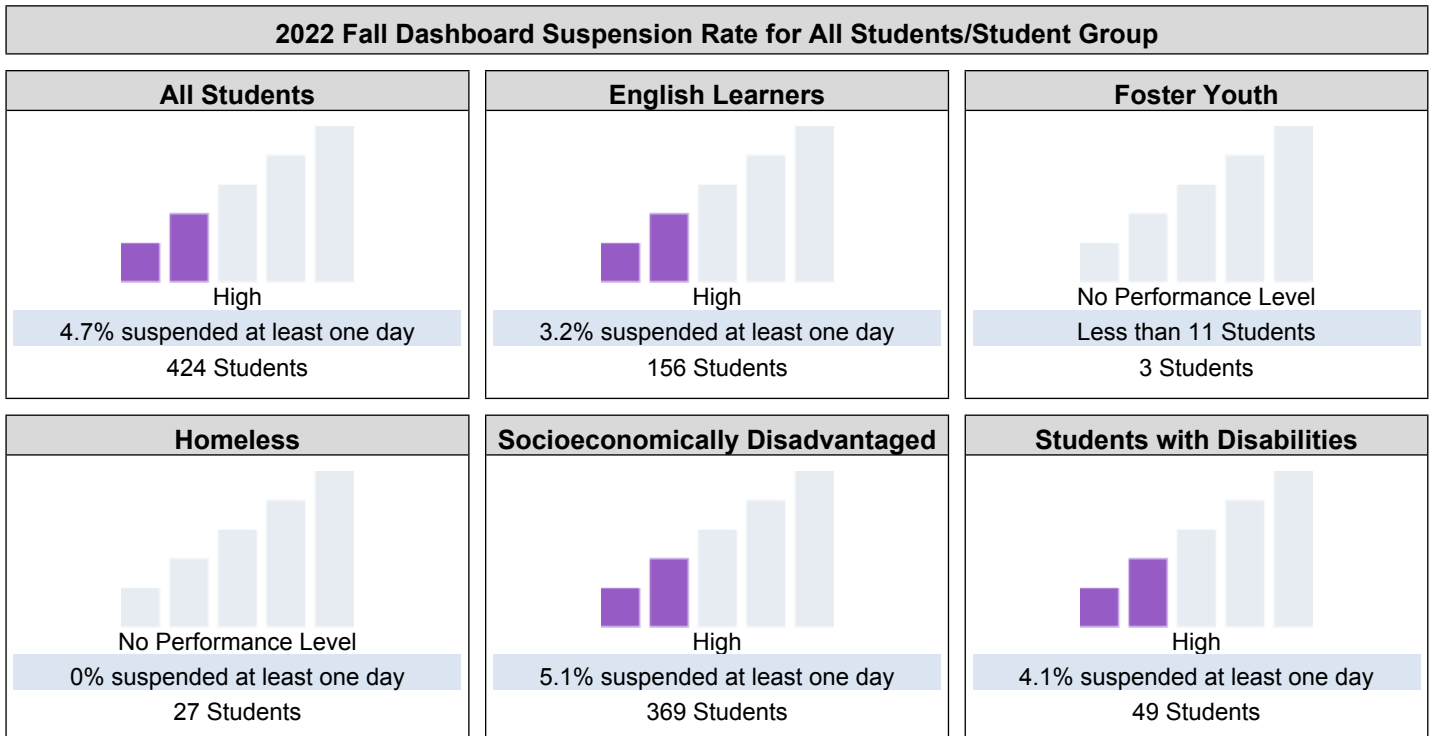 2022 Fall Dashboard Suspension Rate for All Students/Student Group
All Students
High
4.7% suspended at least one day
424 Students
English Learners
High
3.2% suspended at least one day
156 Students
Foster Youth
No Performance Level
Less than 11 Students
3 Students
Homeless
No Performance Level
0% suspended at least one day
27 Students
Socioeconomically Disadvantaged
High
5.1% suspended at least one day
369 Students
Students with Disabilities
High
4.1% suspended at least one day
49 Students